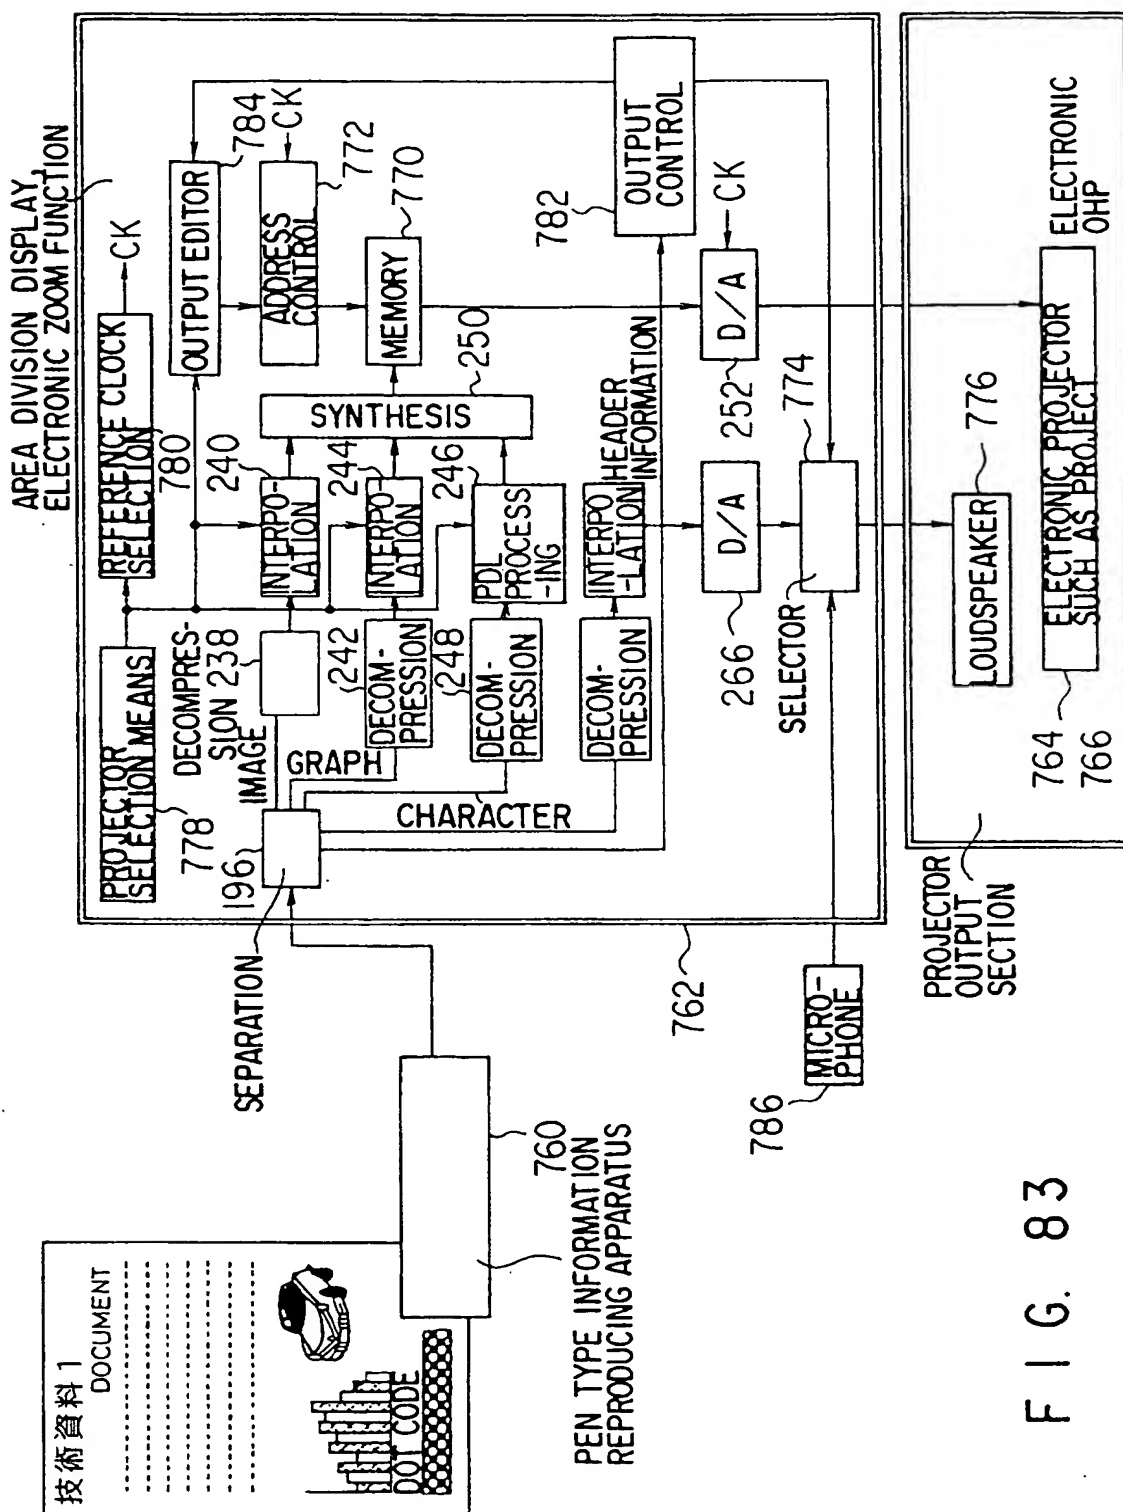 技術資料 1
DOCUMENT
DOT CODE
PEN TYPE INFORMATION
REPRODUCING APPARATUS
760
AREA DIVISION DISPLAY,
ELECTRONIC ZOOM FUNCTION
PROJECTOR
SELECTION MEANS
778
REFERENCE CLOCK
SELECTION
780
CK
OUTPUT EDITOR
784
ADDRESS
CONTROL
772
CK
MEMORY
770
SEPARATION
196
DECOMPRES-
SION 238
IMAGE
GRAPH
CHARACTER
INTERPO-
LATION
240
242
DECOM-
PRESSION
INTERPO-
LATION
244
248
DECOM-
PRESSION
PDL
PROCESS
-ING
246
SYNTHESIS
250
DECOM-
PRESSION
INTERPO
-LATION
HEADER
INFORMATION
OUTPUT
CONTROL
782
D/A
252
CK
D/A
266
SELECTOR
774
762
MICRO-
PHONE
786
PROJECTOR
OUTPUT
SECTION
LOUDSPEAKER
776
ELECTRONIC PROJECTOR
SUCH AS PROJECT
764
766
ELECTRONIC
OHP
FIG. 83